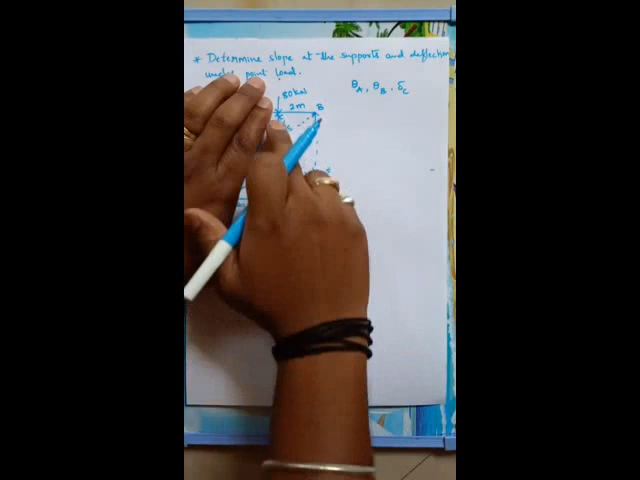 * Determine slope at the supports and deflection
under point load.
θA, θB, δC
80kN
2m B